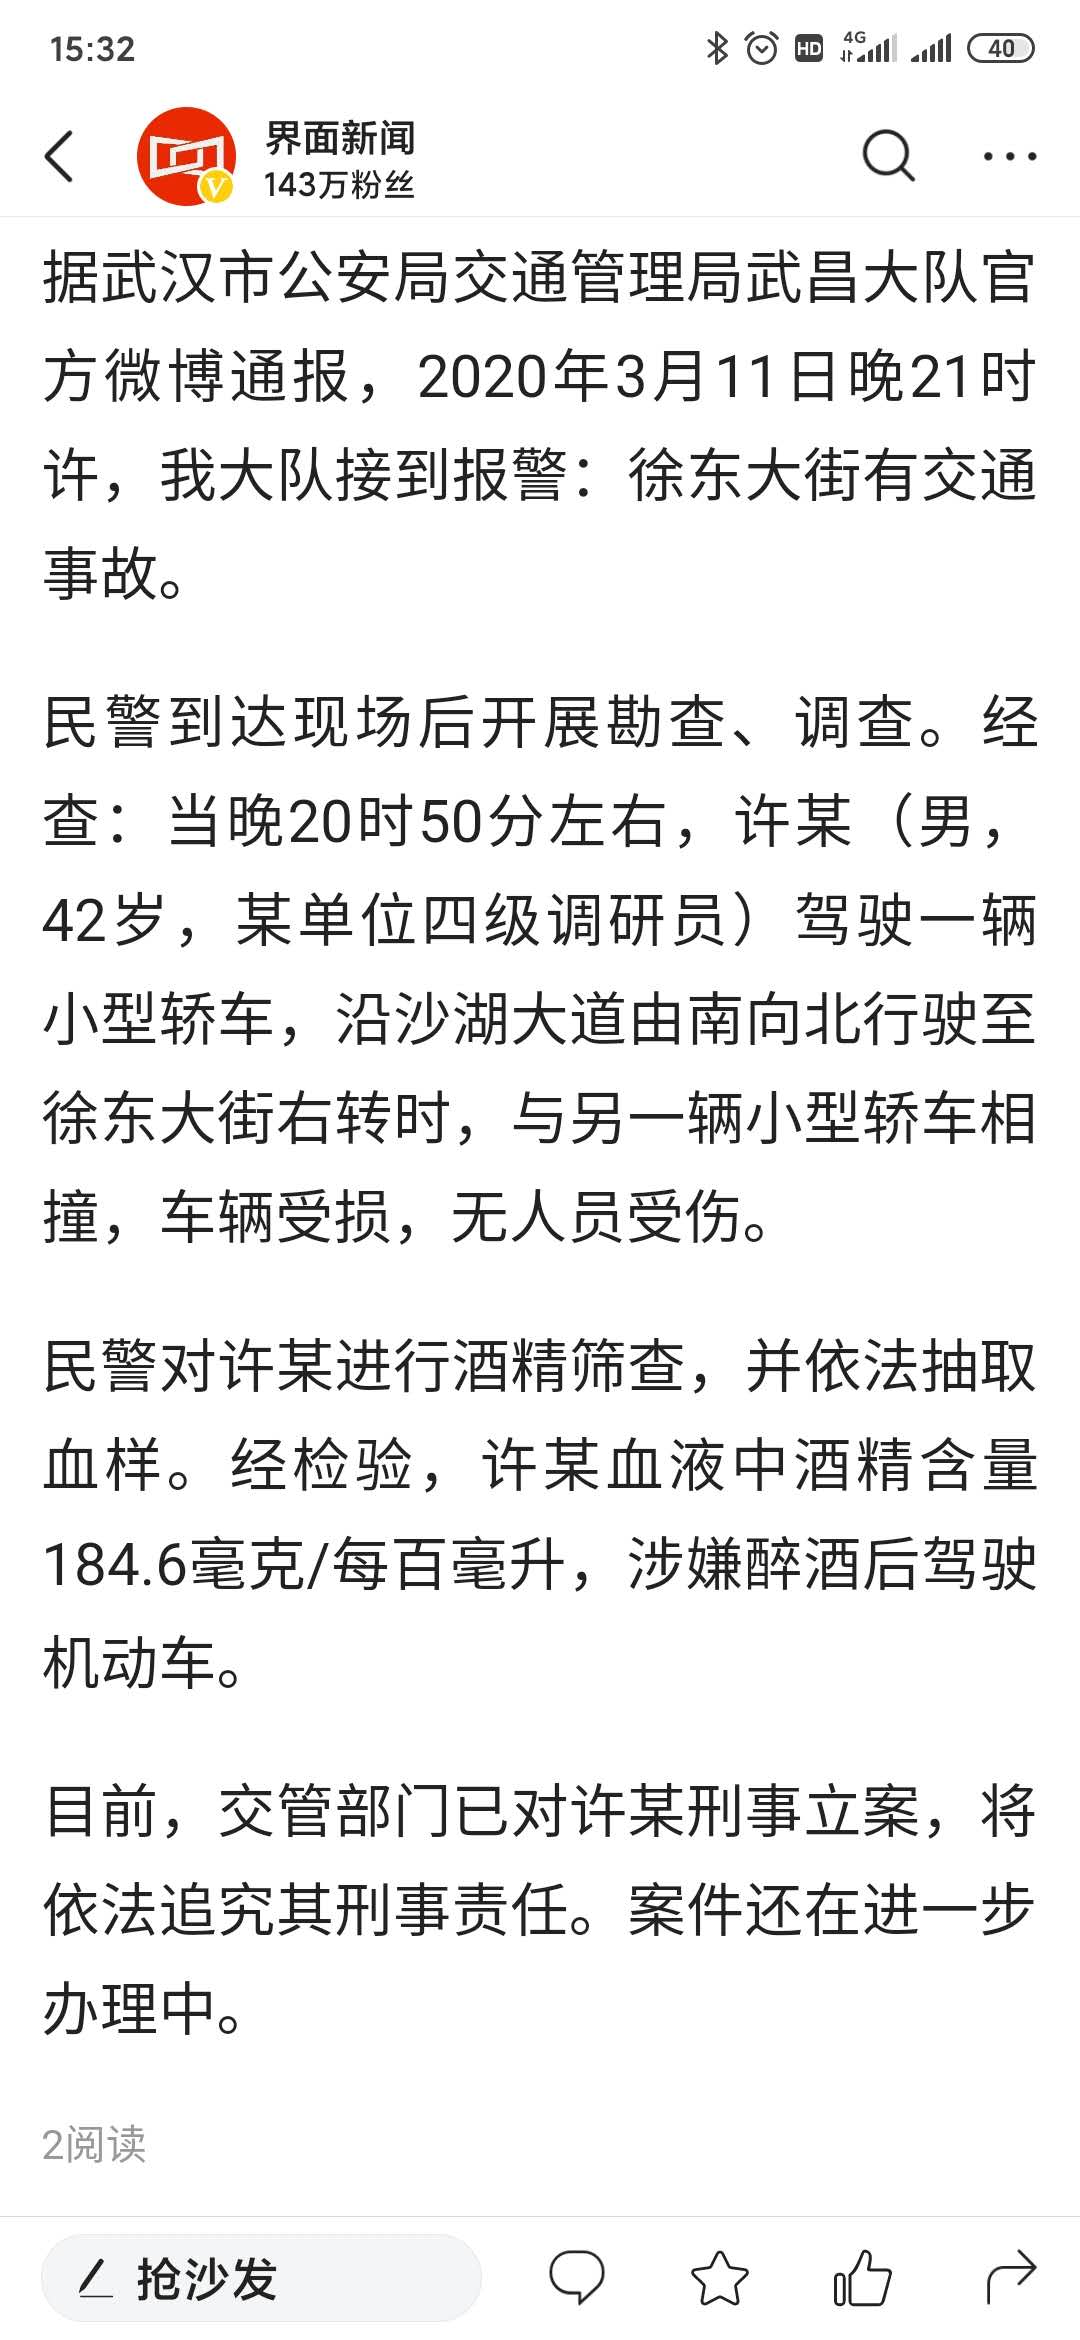 15:32
HD 4G 40
界面新闻
143万粉丝
据武汉市公安局交通管理局武昌大队官
方微博通报，2020年3月11日晚21时
许，我大队接到报警：徐东大街有交通
事故。
民警到达现场后开展勘查、调查。经
查：当晚20时50分左右，许某（男，
42岁，某单位四级调研员）驾驶一辆
小型轿车，沿沙湖大道由南向北行驶至
徐东大街右转时，与另一辆小型轿车相
撞，车辆受损，无人员受伤。
民警对许某进行酒精筛查，并依法抽取
血样。经检验，许某血液中酒精含量
184.6毫克/每百毫升，涉嫌醉酒后驾驶
机动车。
目前，交管部门已对许某刑事立案，将
依法追究其刑事责任。案件还在进一步
办理中。
2阅读
抢沙发